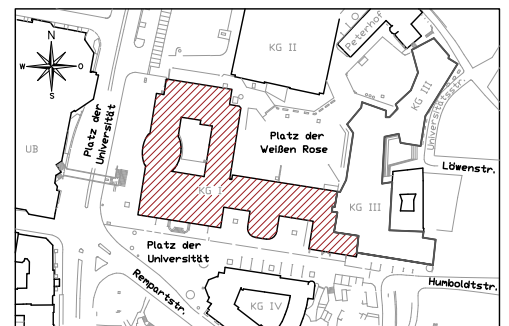 N
W
O
S
KG II
Peterhof
KG III
Universitätsstr.
Platz der
Universität
Platz der
Weißen Rose
UB
Löwenstr.
KG I
KG III
Platz der
Universität
Rempartstr.
Humboldtstr.
KG IV